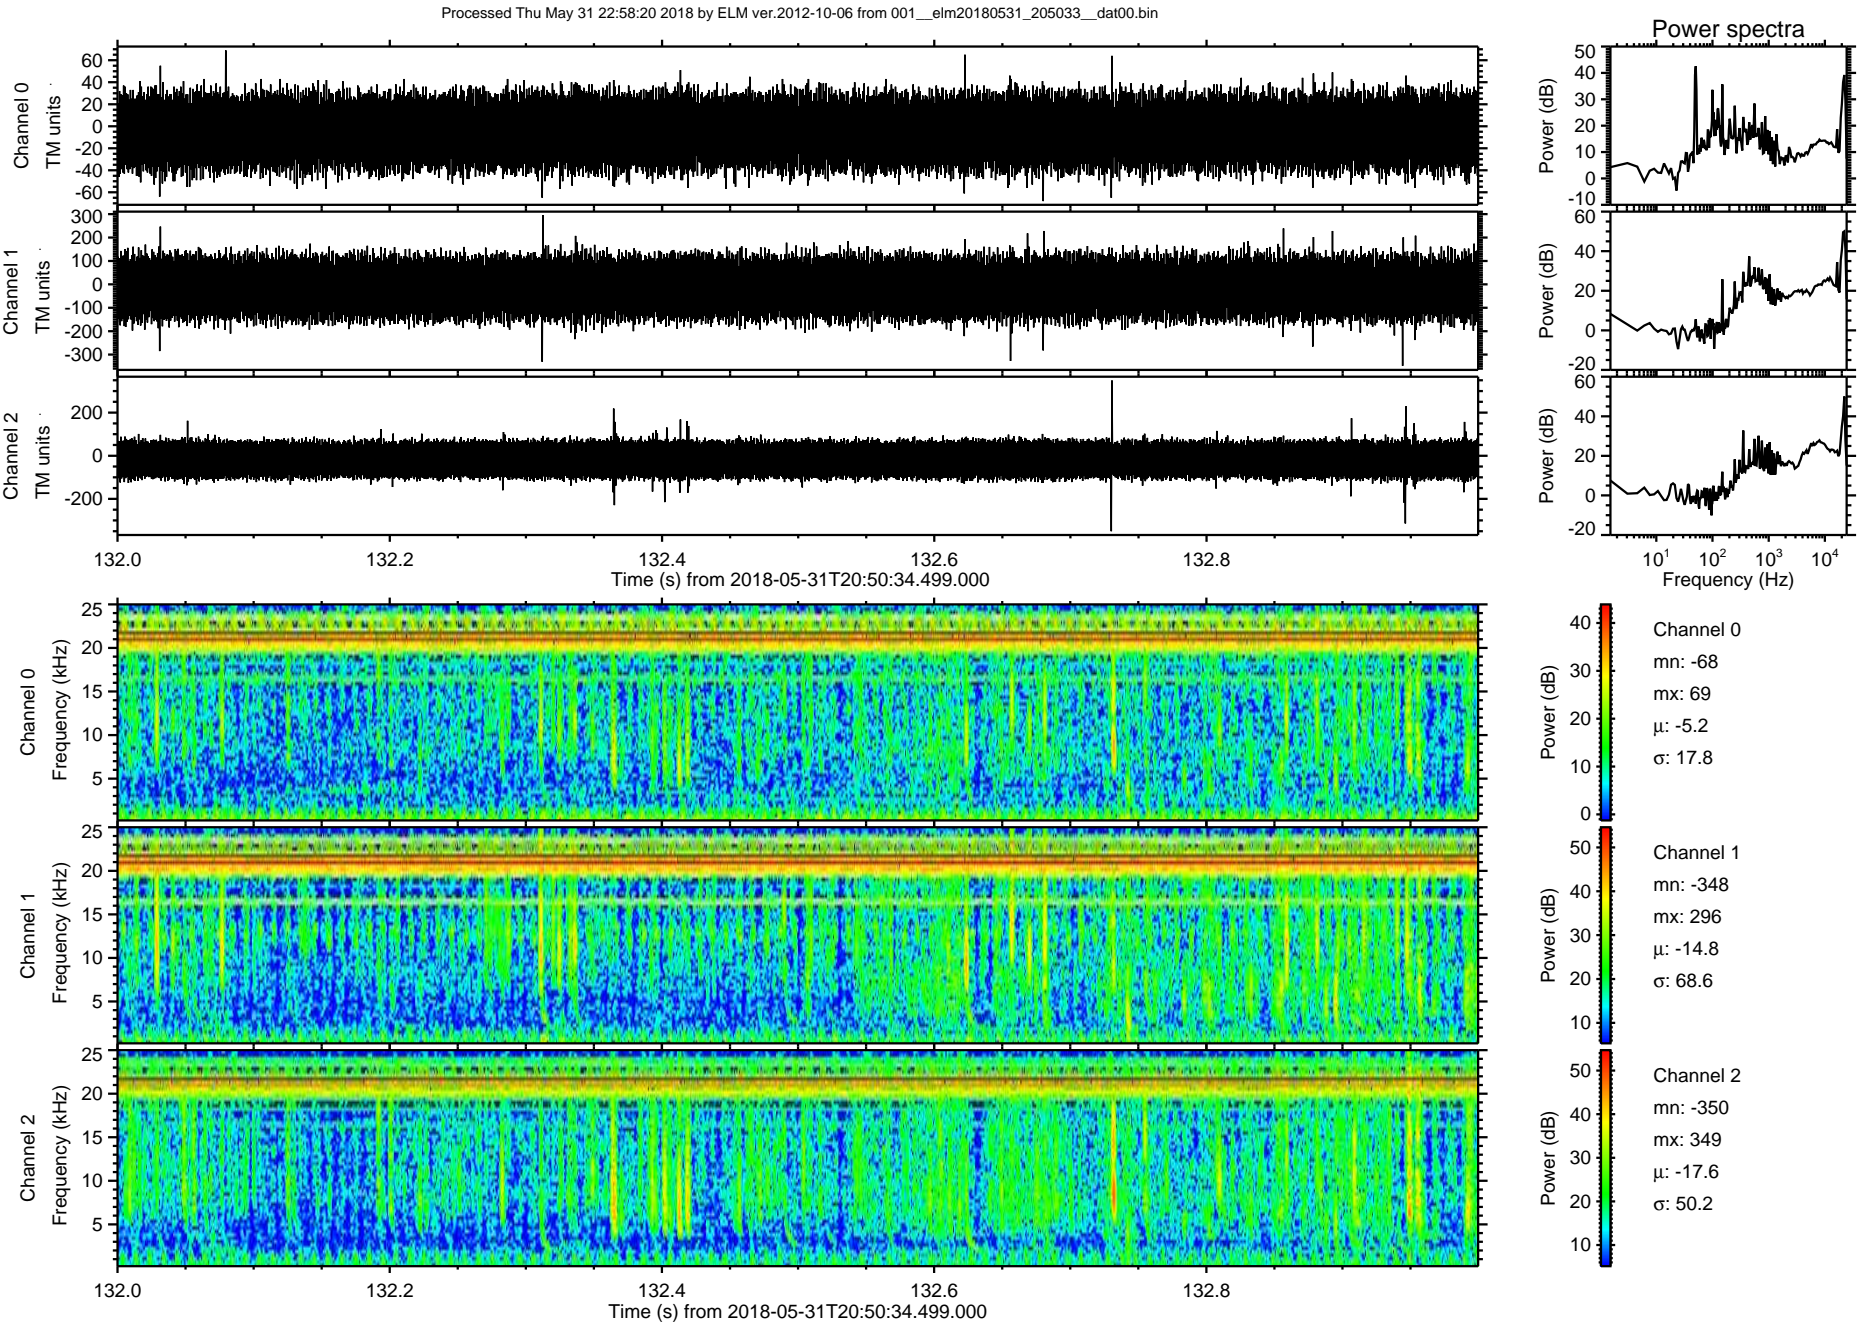 Processed Thu May 31 22:58:20 2018 by ELM ver.2012-10-06 from 001__elm20180531_205033__dat00.bin
Power spectra
Channel 0
TM units
60
40
20
0
-20
-40
-60
Power (dB)
50
40
30
20
10
0
-10
Channel 1
TM units
300
200
100
0
-100
-200
-300
Power (dB)
60
40
20
0
-20
Channel 2
TM units
200
0
-200
Power (dB)
60
40
20
0
-20
132.0 132.2 132.4 132.6 132.8
Time (s) from 2018-05-31T20:50:34.499.000
10¹ 10² 10³ 10⁴
Frequency (Hz)
Channel 0
Frequency (kHz)
25
20
15
10
5
Power (dB)
40
30
20
10
0
Channel 0
mn: -68
mx: 69
µ: -5.2
σ: 17.8
Channel 1
Frequency (kHz)
25
20
15
10
5
Power (dB)
50
40
30
20
10
Channel 1
mn: -348
mx: 296
µ: -14.8
σ: 68.6
Channel 2
Frequency (kHz)
25
20
15
10
5
Power (dB)
50
40
30
20
10
Channel 2
mn: -350
mx: 349
µ: -17.6
σ: 50.2
132.0 132.2 132.4 132.6 132.8
Time (s) from 2018-05-31T20:50:34.499.000